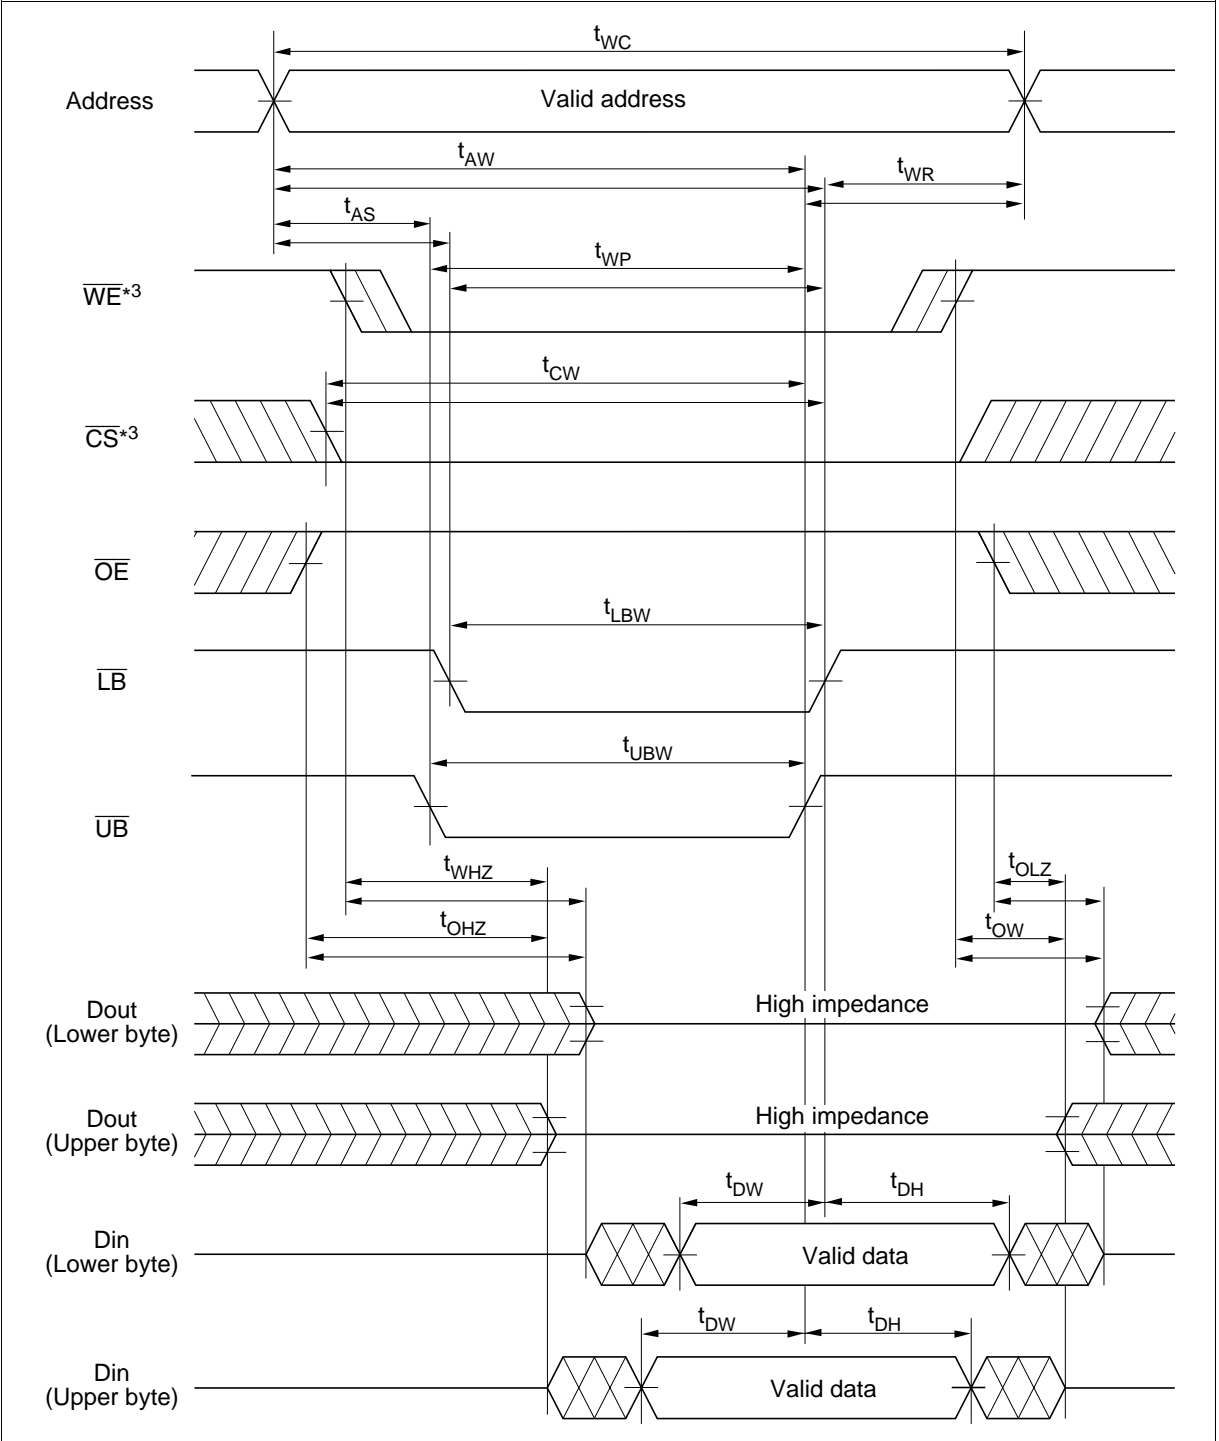 tWC
Address
Valid address
tAW
tWR
tAS
tWP
WE*3
tCW
CS*3
OE
tLBW
LB
tUBW
UB
tWHZ
tOLZ
tOHZ
tOW
Dout
(Lower byte)
High impedance
Dout
(Upper byte)
High impedance
tDW
tDH
Din
(Lower byte)
Valid data
tDW
tDH
Din
(Upper byte)
Valid data